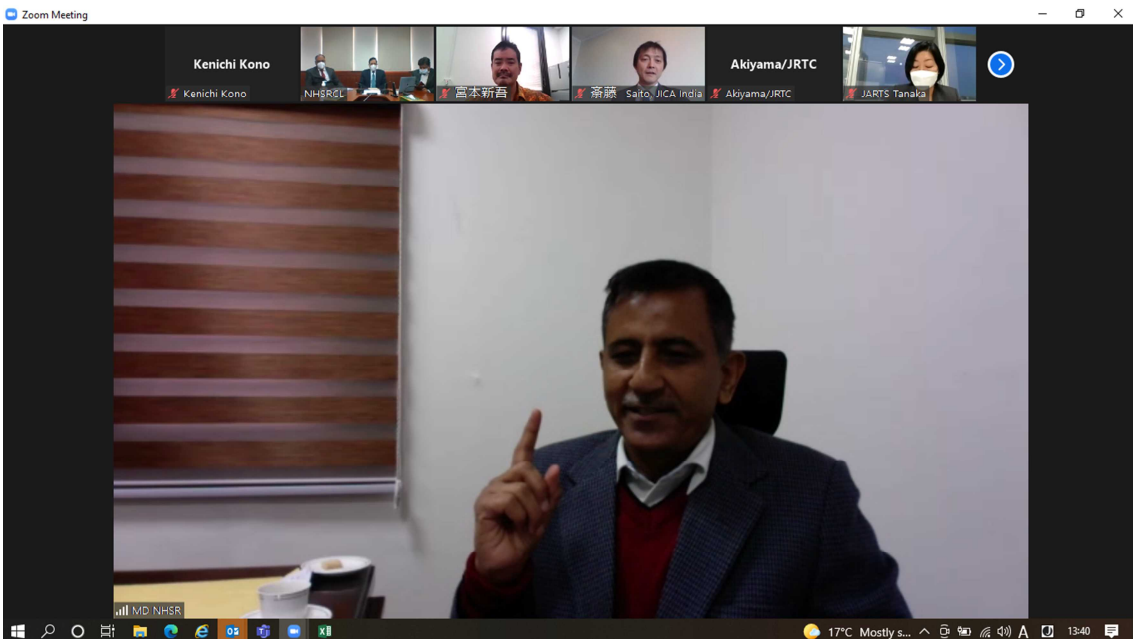 Zoom Meeting
Kenichi Kono
Akiyama/JRTC
Kenichi Kono
NHSRCL
宮本新吾
斎藤 Saito, JICA India
Akiyama/JRTC
JARTS Tanaka
MD NHSR
17°C Mostly s...
A
13:40